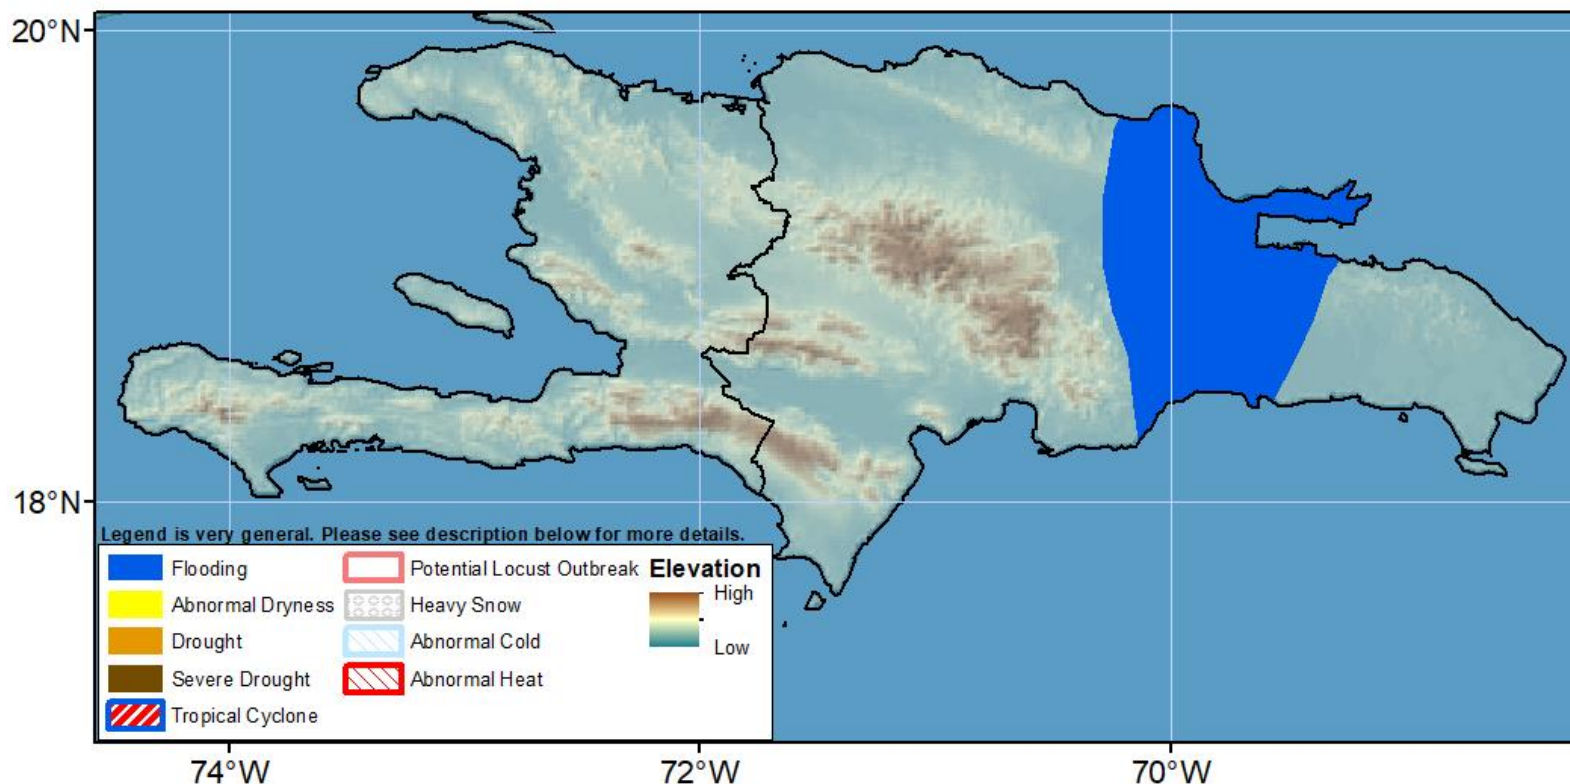 20°N
18°N
Legend is very general. Please see description below for more details.
Flooding
Potential Locust Outbreak
Elevation
Abnormal Dryness
Heavy Snow
High
Drought
Abnormal Cold
Low
Severe Drought
Abnormal Heat
Tropical Cyclone
74°W
72°W
70°W